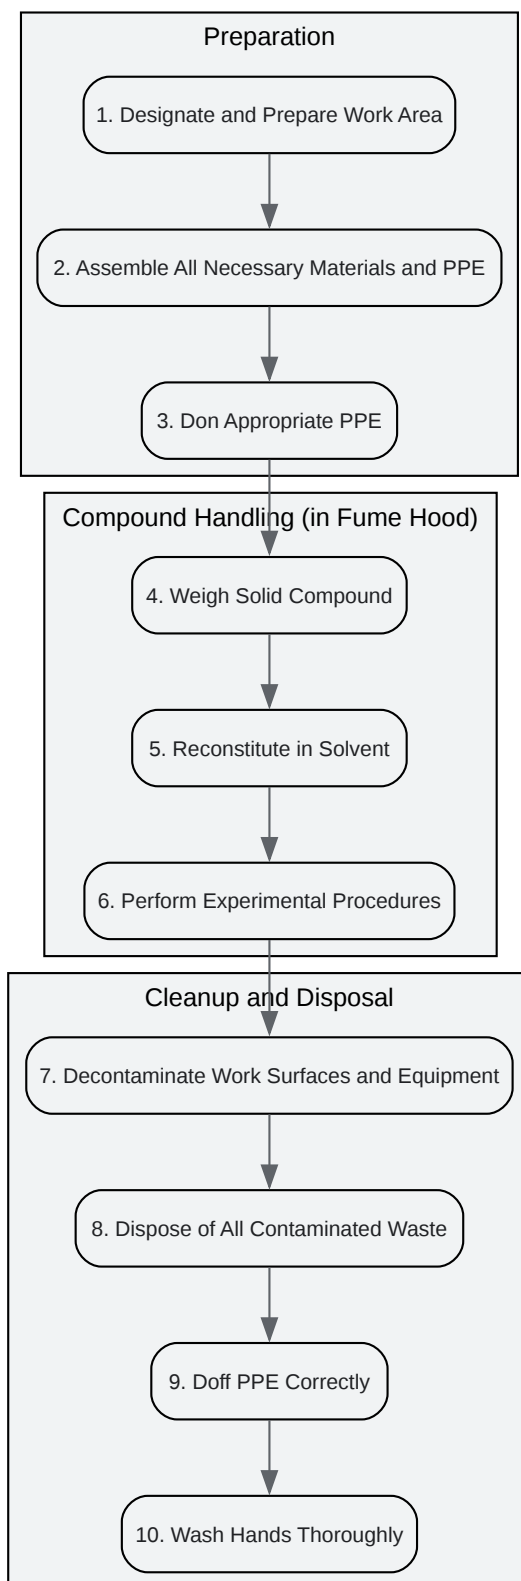 Preparation
1. Designate and Prepare Work Area
2. Assemble All Necessary Materials and PPE
3. Don Appropriate PPE
Compound Handling (in Fume Hood)
4. Weigh Solid Compound
5. Reconstitute in Solvent
6. Perform Experimental Procedures
Cleanup and Disposal
7. Decontaminate Work Surfaces and Equipment
8. Dispose of All Contaminated Waste
9. Doff PPE Correctly
10. Wash Hands Thoroughly